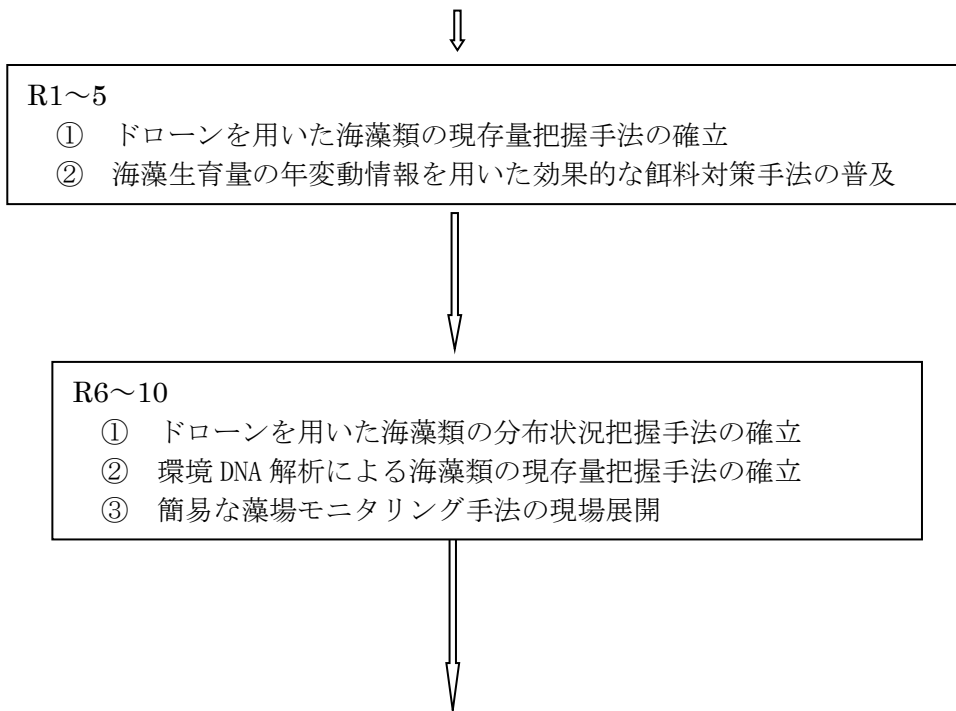 R1～5
① ドローンを用いた海藻類の現存量把握手法の確立
② 海藻生育量の年変動情報を用いた効果的な餌料対策手法の普及
R6～10
① ドローンを用いた海藻類の分布状況把握手法の確立
② 環境 DNA 解析による海藻類の現存量把握手法の確立
③ 簡易な藻場モニタリング手法の現場展開